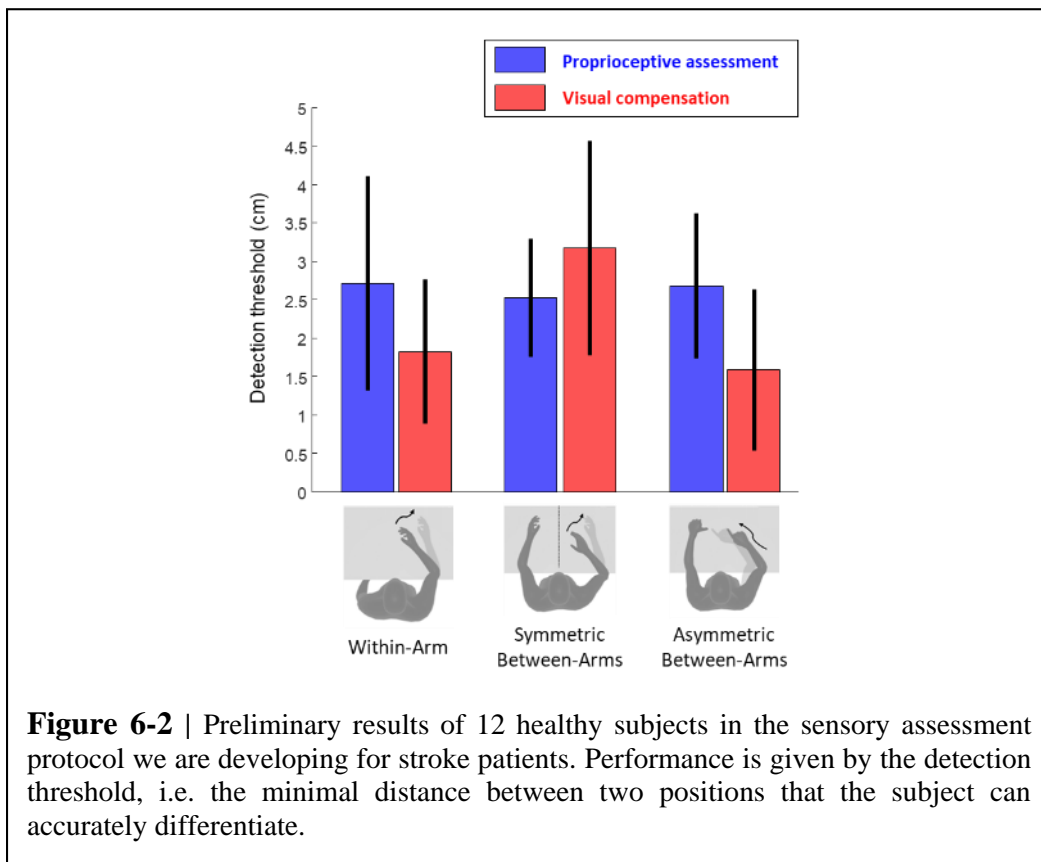 Proprioceptive assessment
Visual compensation
5
4.5
4
3.5
3
2.5
2
1.5
1
0.5
0
Detection threshold (cm)
Within-Arm
Symmetric
Between-Arms
Asymmetric
Between-Arms
Figure 6-2 | Preliminary results of 12 healthy subjects in the sensory assessment
protocol we are developing for stroke patients. Performance is given by the detection
threshold, i.e. the minimal distance between two positions that the subject can
accurately differentiate.